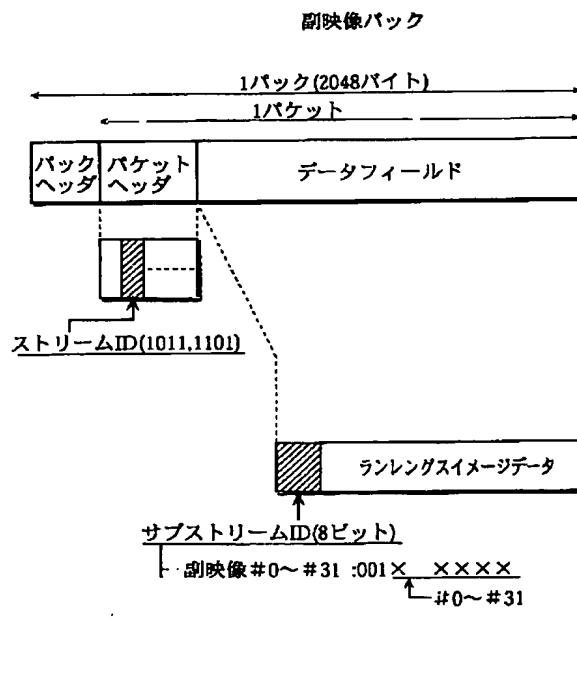 副映像パック
1パック(2048バイト)
1パケット
パック
ヘッダ
パケット
ヘッダ
データフィールド
ストリームID(1011,1101)
ランレングスイメージデータ
サブストリームID(8ビット)
副映像#0~#31 :001× ××××
#0~#31